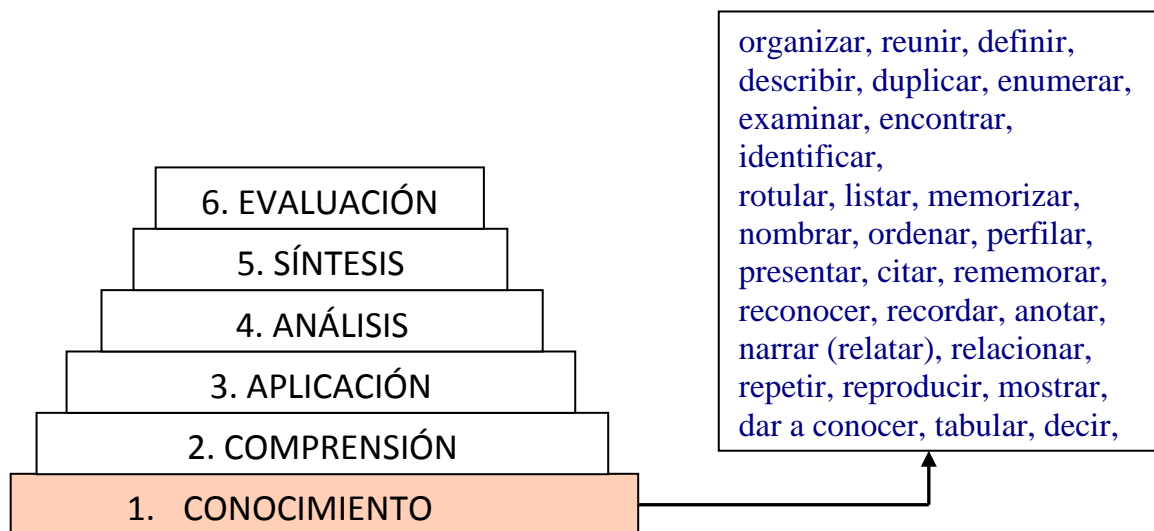 organizar, reunir, definir,
describir, duplicar, enumerar,
examinar, encontrar,
identificar,
rotular, listar, memorizar,
nombrar, ordenar, perfilar,
presentar, citar, rememorar,
reconocer, recordar, anotar,
narrar (relatar), relacionar,
repetir, reproducir, mostrar,
dar a conocer, tabular, decir,
6. EVALUACIÓN
5. SÍNTESIS
4. ANÁLISIS
3. APLICACIÓN
2. COMPRENSIÓN
1. CONOCIMIENTO